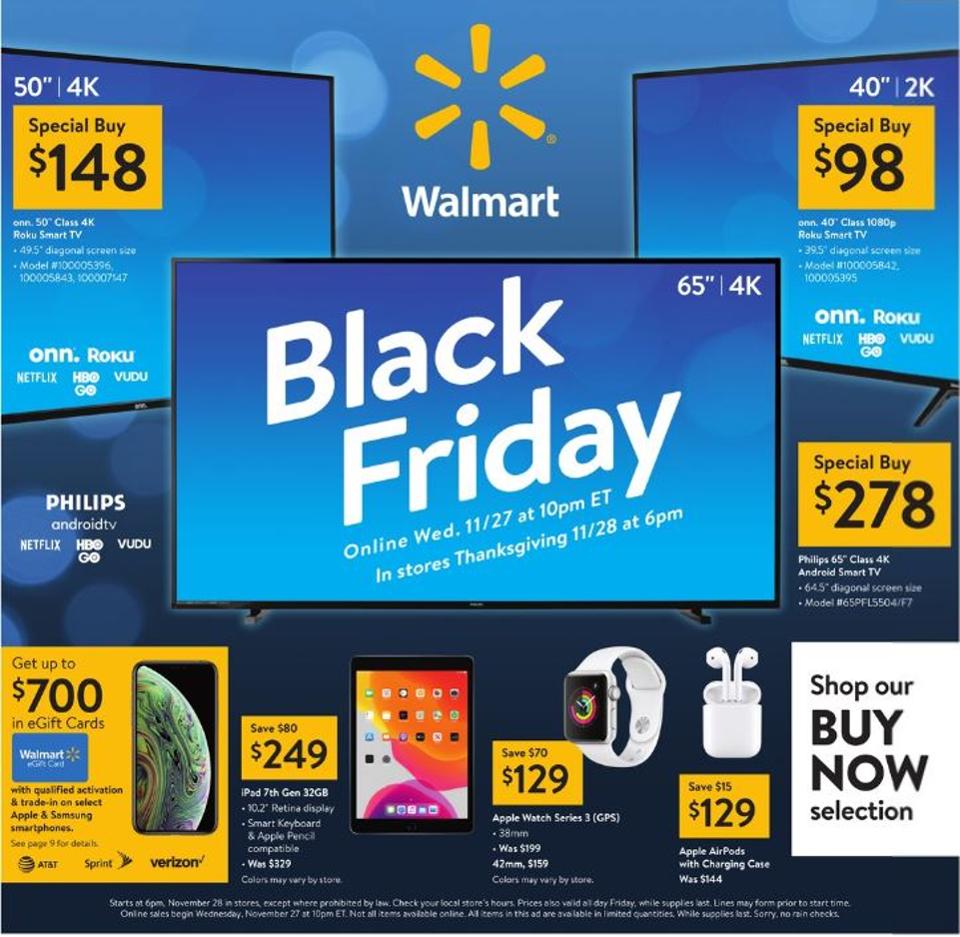 Walmart
50" | 4K
Special Buy
$148
onn. 50" Class 4K
Roku Smart TV
• 49.5" diagonal screen size
• Model #100005396,
100005843, 100007147
onn. ROKU
NETFLIX HBO GO VUDU
onn.
40" | 2K
Special Buy
$98
onn. 40" Class 1080p
Roku Smart TV
• 39.5" diagonal screen size
• Model #100005842,
100005395
onn. ROKU
NETFLIX HBO GO VUDU
65" | 4K
Black
Friday
Online Wed. 11/27 at 10pm ET
In stores Thanksgiving 11/28 at 6pm
PHILIPS
androidtv
NETFLIX HBO GO VUDU
Special Buy
$278
Philips 65" Class 4K
Android Smart TV
• 64.5" diagonal screen size
• Model #65PFL5504/F7
Get up to
$700
in eGift Cards
Walmart
eGift Card
with qualified activation
& trade-in on select
Apple & Samsung
smartphones.
See page 9 for details.
AT&T Sprint verizon✓
Save $80
$249
iPad 7th Gen 32GB
• 10.2" Retina display
• Smart Keyboard
& Apple Pencil
compatible
• Was $329
Colors may vary by store.
Save $70
$129
Apple Watch Series 3 (GPS)
• 38mm
• Was $199
42mm, $159
Colors may vary by store.
Save $15
$129
Apple AirPods
with Charging Case
Was $144
Shop our
BUY
NOW
selection
Starts at 6pm, November 28 in stores, except where prohibited by law. Check your local store's hours. Prices also valid all day Friday, while supplies last. Lines may form prior to start time.
Online sales begin Wednesday, November 27 at 10pm ET. Not all items available online. All items in this ad are available in limited quantities. While supplies last. Sorry, no rain checks.